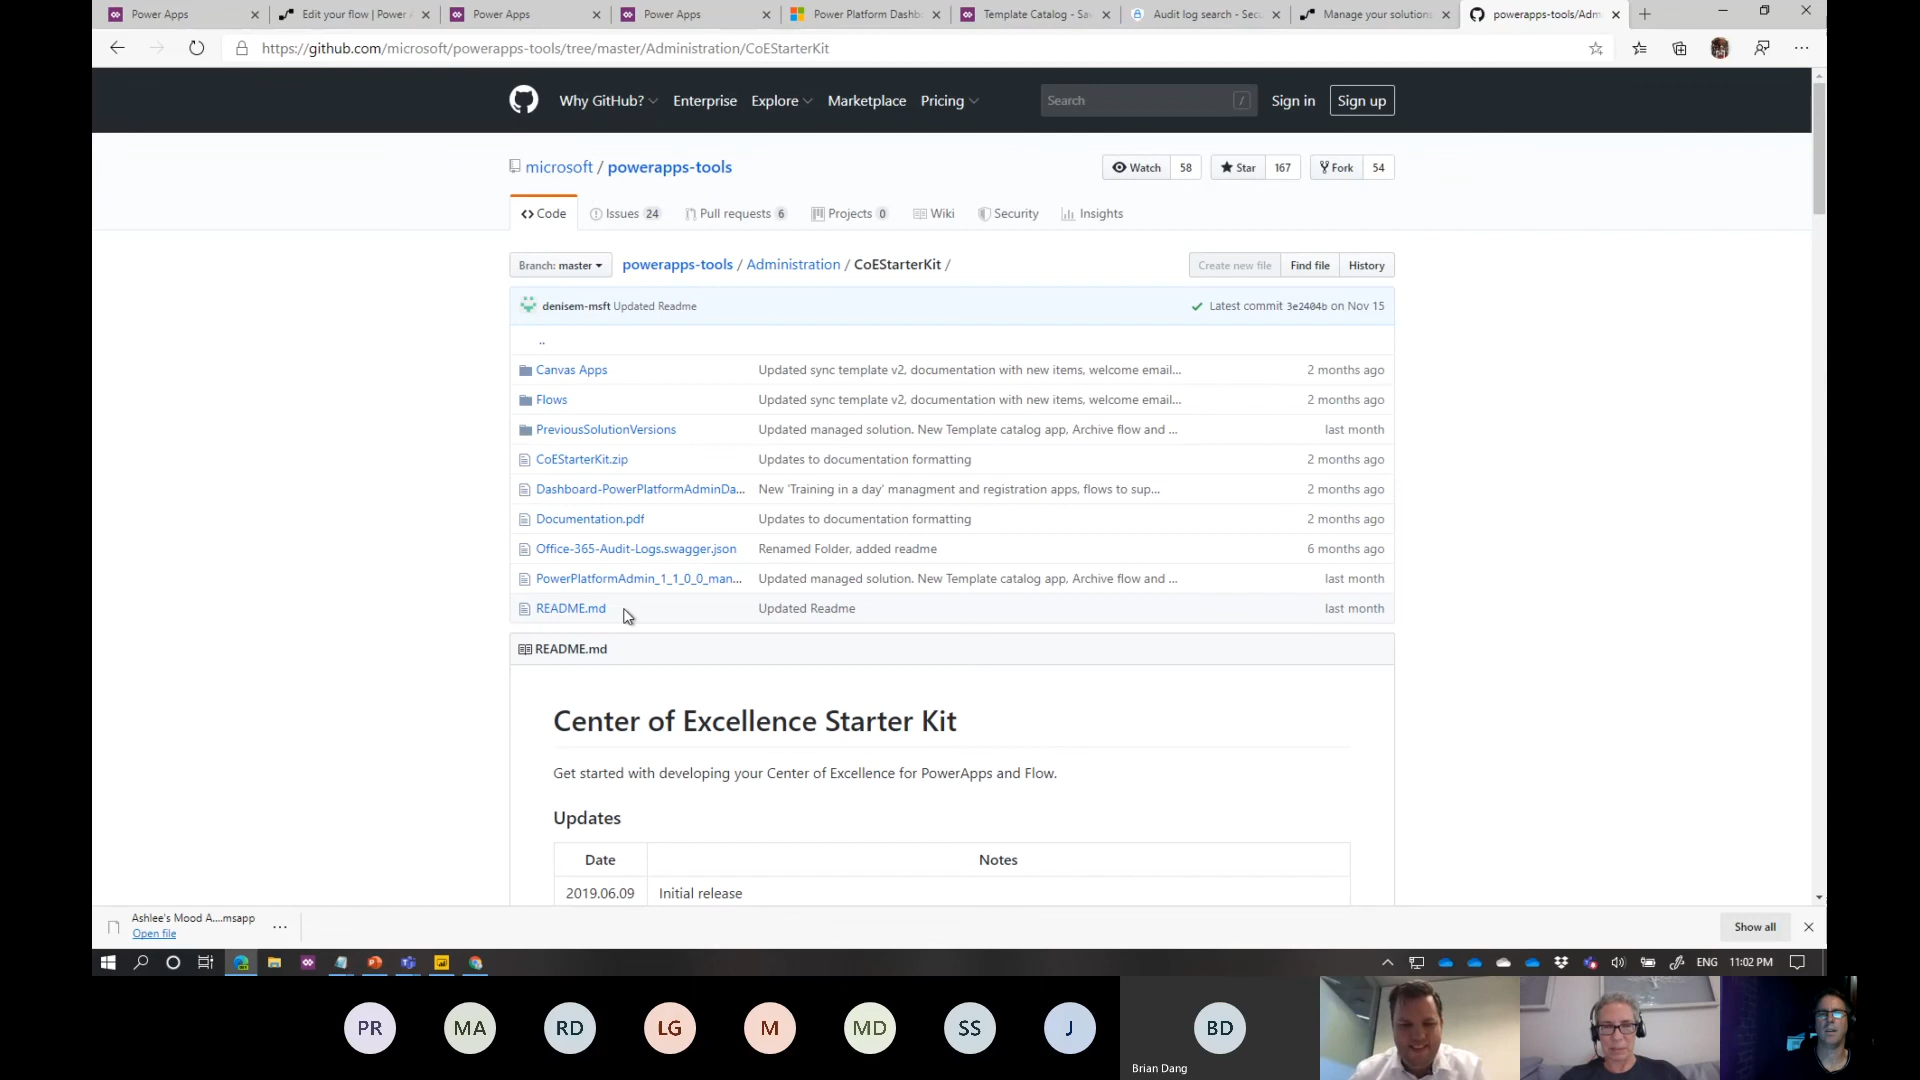 Power Apps
Edit your flow | Power A
Power Apps
Power Apps
Power Platform Dashb
Template Catalog - Sav
Audit log search - Secu
Manage your solutions
powerapps-tools/Adm
https://github.com/microsoft/powerapps-tools/tree/master/Administration/CoEStarterKit
Why GitHub? Enterprise Explore Marketplace Pricing Search / Sign in Sign up
microsoft / powerapps-tools
Watch 58 Star 167 Fork 54
Code Issues 24 Pull requests 6 Projects 0 Wiki Security Insights
Branch: master powerapps-tools / Administration / CoEStarterKit / Create new file Find file History
denisem-msft Updated Readme Latest commit 3e2404b on Nov 15
..
Canvas Apps Updated sync template v2, documentation with new items, welcome email... 2 months ago
Flows Updated sync template v2, documentation with new items, welcome email... 2 months ago
PreviousSolutionVersions Updated managed solution. New Template catalog app, Archive flow and ... last month
CoEStarterKit.zip Updates to documentation formatting 2 months ago
Dashboard-PowerPlatformAdminDa... New 'Training in a day' managment and registration apps, flows to sup... 2 months ago
Documentation.pdf Updates to documentation formatting 2 months ago
Office-365-Audit-Logs.swagger.json Renamed Folder, added readme 6 months ago
PowerPlatformAdmin_1_1_0_0_man... Updated managed solution. New Template catalog app, Archive flow and ... last month
README.md Updated Readme last month
README.md
Center of Excellence Starter Kit
Get started with developing your Center of Excellence for PowerApps and Flow.
Updates
Date Notes
2019.06.09 Initial release
Ashlee's Mood A....msapp
Open file
Show all
ENG 11:02 PM
PR MA RD LG M MD SS J BD
Brian Dang